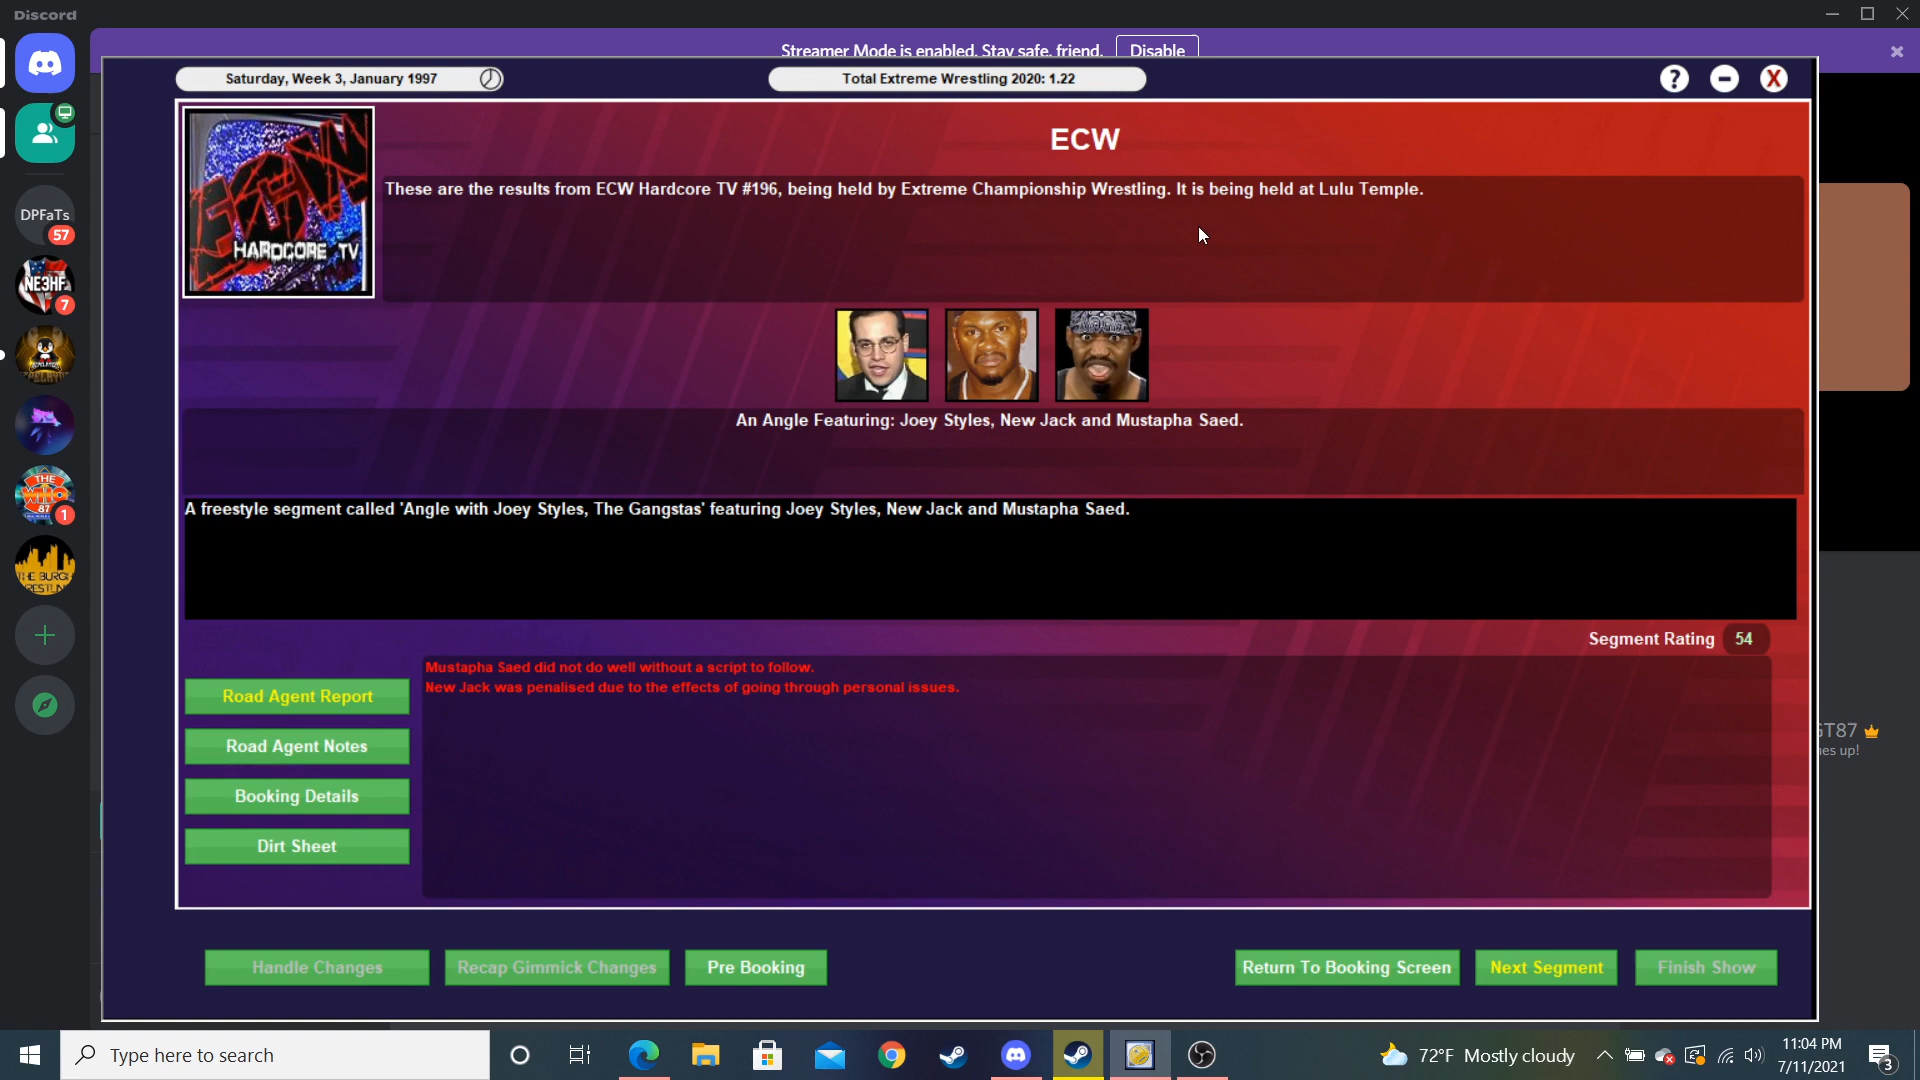 Discord
Streamer Mode is enabled. Stay safe, friend. Disable
Saturday, Week 3, January 1997
Total Extreme Wrestling 2020: 1.22
?
X
ECW
HARDCORE TV
These are the results from ECW Hardcore TV #196, being held by Extreme Championship Wrestling. It is being held at Lulu Temple.
DPFaTs
57
NE3HF
7
An Angle Featuring: Joey Styles, New Jack and Mustapha Saed.
THE
WHO
87
1
A freestyle segment called 'Angle with Joey Styles, The Gangstas' featuring Joey Styles, New Jack and Mustapha Saed.
Segment Rating 54
Mustapha Saed did not do well without a script to follow.
New Jack was penalised due to the effects of going through personal issues.
Road Agent Report
Road Agent Notes
Booking Details
Dirt Sheet
GT87
es up!
Handle Changes
Recap Gimmick Changes
Pre Booking
Return To Booking Screen
Next Segment
Finish Show
Type here to search
72°F Mostly cloudy
11:04 PM
7/11/2021
3